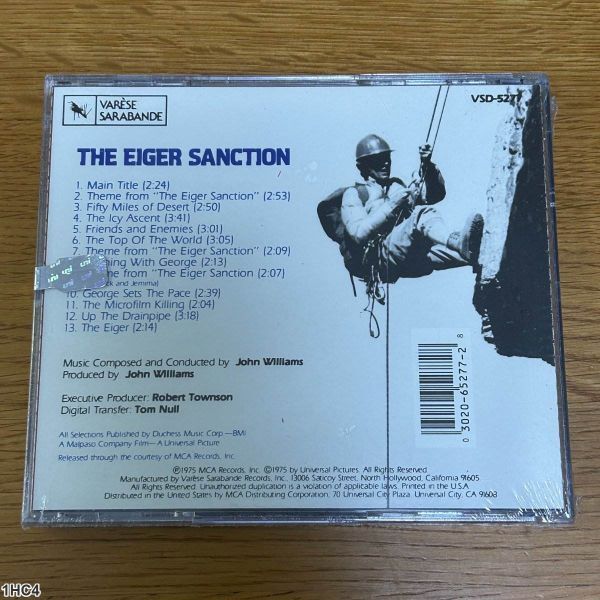 VARÈSE
SARABANDE
VSD-5277
THE EIGER SANCTION
1. Main Title (2:24)
2. Theme from "The Eiger Sanction" (2:53)
3. Fifty Miles of Desert (2:50)
4. The Icy Ascent (3:41)
5. Friends and Enemies (3:01)
6. The Top Of The World (3:05)
7. Theme from "The Eiger Sanction" (2:09)
With George (2:13)
from "The Eiger Sanction (2:07)
and Jemima)
10. George Sets The Pace (2:39)
11. The Microfilm Killing (2:04)
12. Up The Drainpipe (3:18)
13. The Eiger (2:14)
Music Composed and Conducted by John Williams
Produced by John Williams
Executive Producer: Robert Townson
Digital Transfer: Tom Null
All Selections Published by Duchess Music Corp.—BMI
A Malpaso Company Film—A Universal Picture
Released through the courtesy of MCA Records, Inc.
℗1975 MCA Records, Inc. ©1975 by Universal Pictures. All Rights Reserved.
Manufactured by Varèse Sarabande Records, Inc. 13006 Saticoy Street, North Hollywood, California 91605
All Rights Reserved. Unauthorized duplication is a violation of applicable laws. Printed in the U.S.A.
Distributed in the United States by MCA Distributing Corporation, 70 Universal City Plaza, Universal City, CA 91608
0 3020-65277-2 8
1HC4